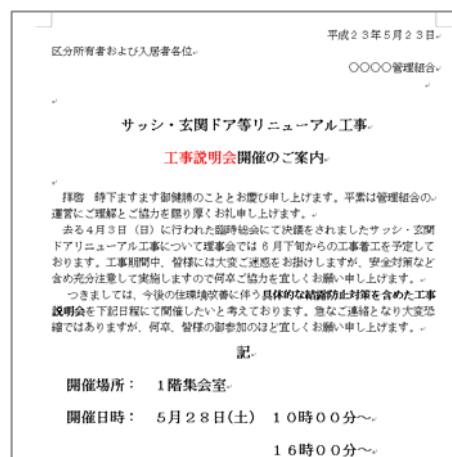 平成２３年５月２３日
区分所有者および入居者各位
〇〇〇〇管理組合
サッシ・玄関ドア等リニューアル工事
工事説明会開催のご案内
拝啓　時下ますます御健勝のこととお慶び申し上げます。平素は管理組合の
運営にご理解とご協力を賜り厚くお礼申し上げます。
去る４月３日（日）に行われた臨時総会にて決議をされましたサッシ・玄関
ドアリニューアル工事について理事会では６月下旬からの工事着工を予定して
おります。工事期間中、皆様には大変ご迷惑をお掛けしますが、安全対策など
含め充分注意して実施しますので何卒ご協力を宜しくお願い申し上げます。
つきましては、今後の住環境改善に伴う具体的な結露防止対策を含めた工事
説明会を下記日程にて開催したいと考えております。急なご連絡となり大変恐
縮ではありますが、何卒、皆様の御参加のほど宜しくお願い申し上げます。
記
開催場所：　１階集会室
開催日時：　５月２８日(土)　１０時００分～
１６時００分～